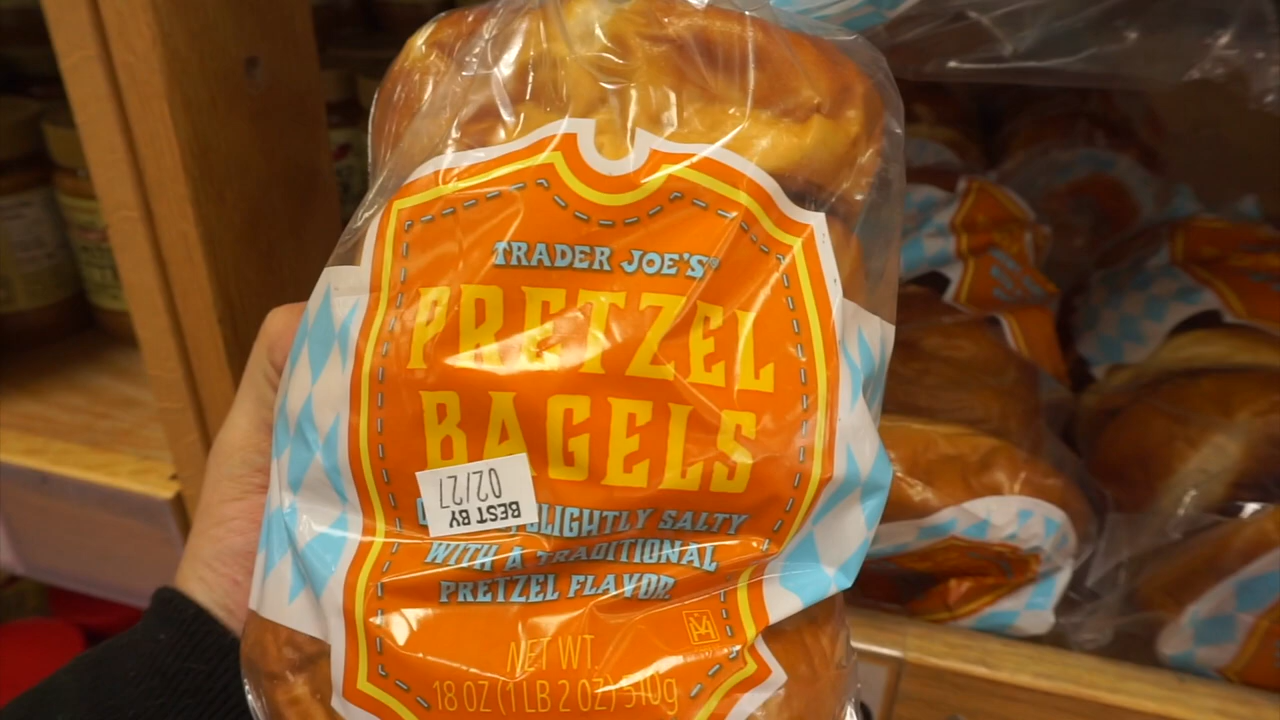 TRADER JOE'S®
PRETZEL
BAGELS
BEST BY
02/27
SLIGHTLY SALTY
WITH A TRADITIONAL
PRETZEL FLAVOR.
NET WT.
18 OZ (1 LB 2 OZ) 510g